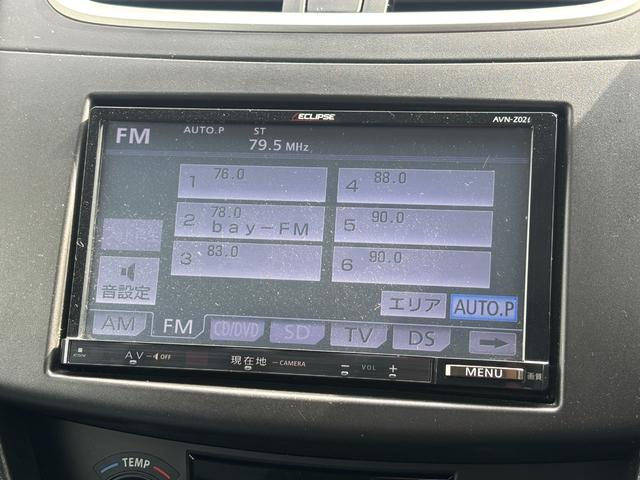 ECLIPSE
AVN-Z02i
FM
AUTO.P
ST
79.5 MHz
1 76.0
4 88.0
2 78.0 bay-FM
5 90.0
3 83.0
6 90.0
音設定
エリア
AUTO.P
AM
FM
CD/DVD
SD
TV
DS
AV- OFF
現在地 -CAMERA
- VOL +
MENU
画質
TEMP